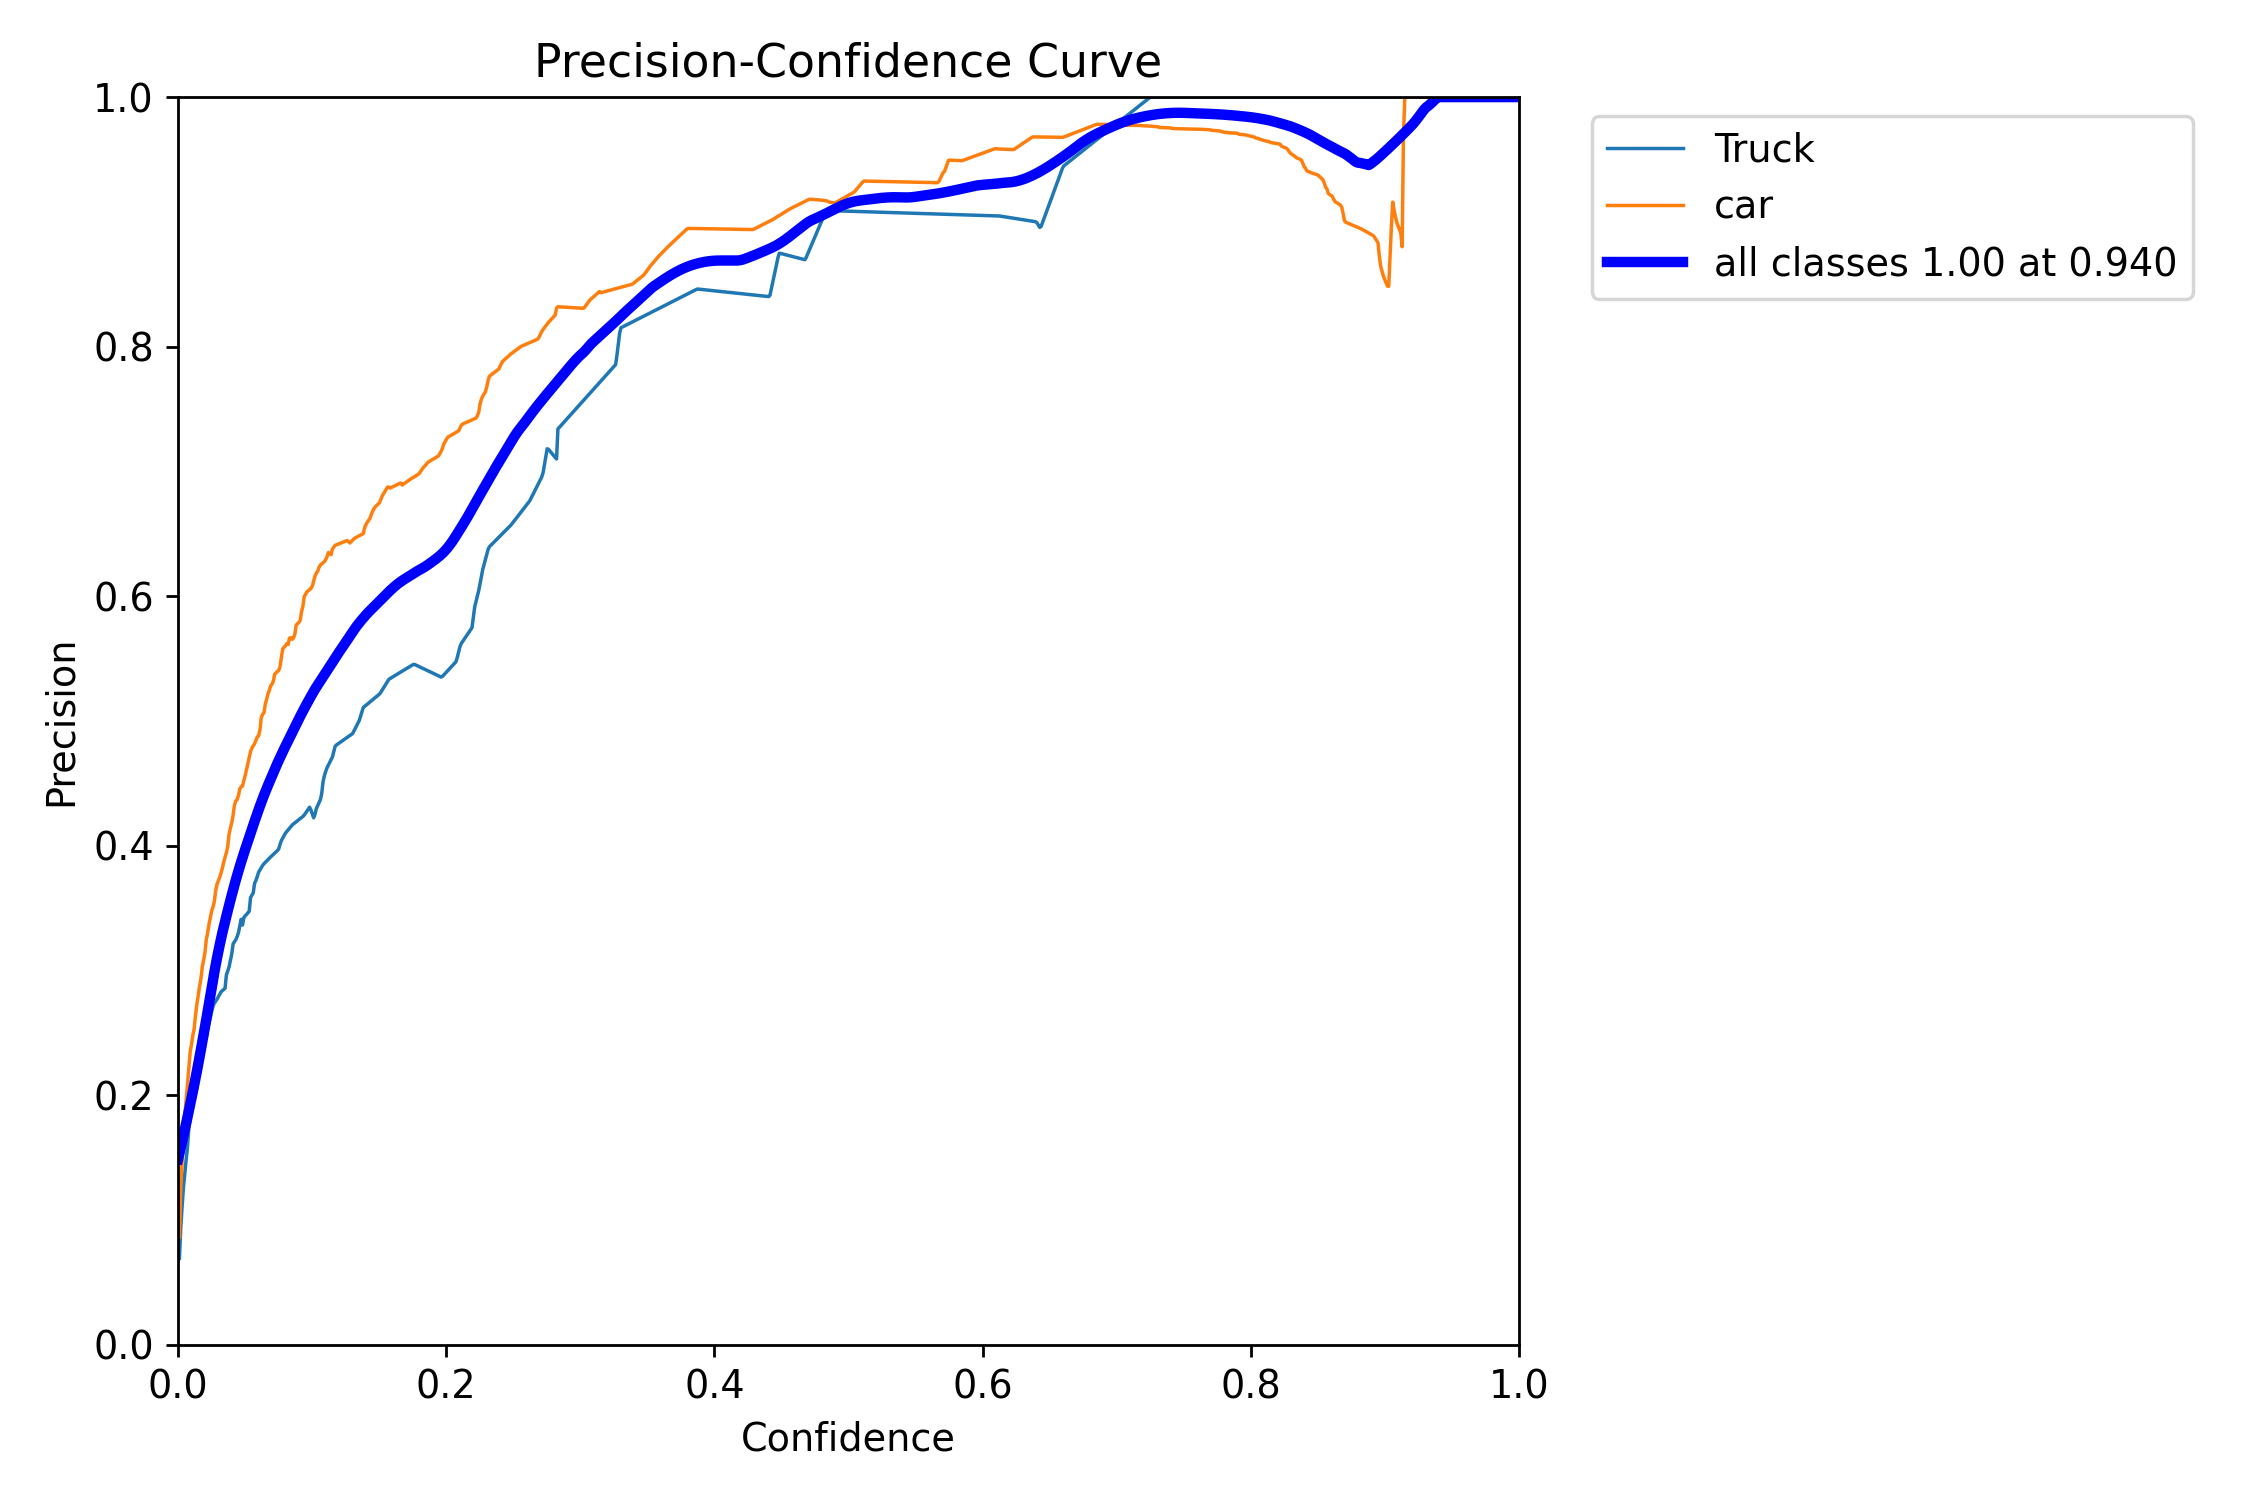 Precision-Confidence Curve
1.0
0.8
0.6
0.4
0.2
0.0
Precision
0.0 0.2 0.4 0.6 0.8 1.0
Confidence
Truck
car
all classes 1.00 at 0.940